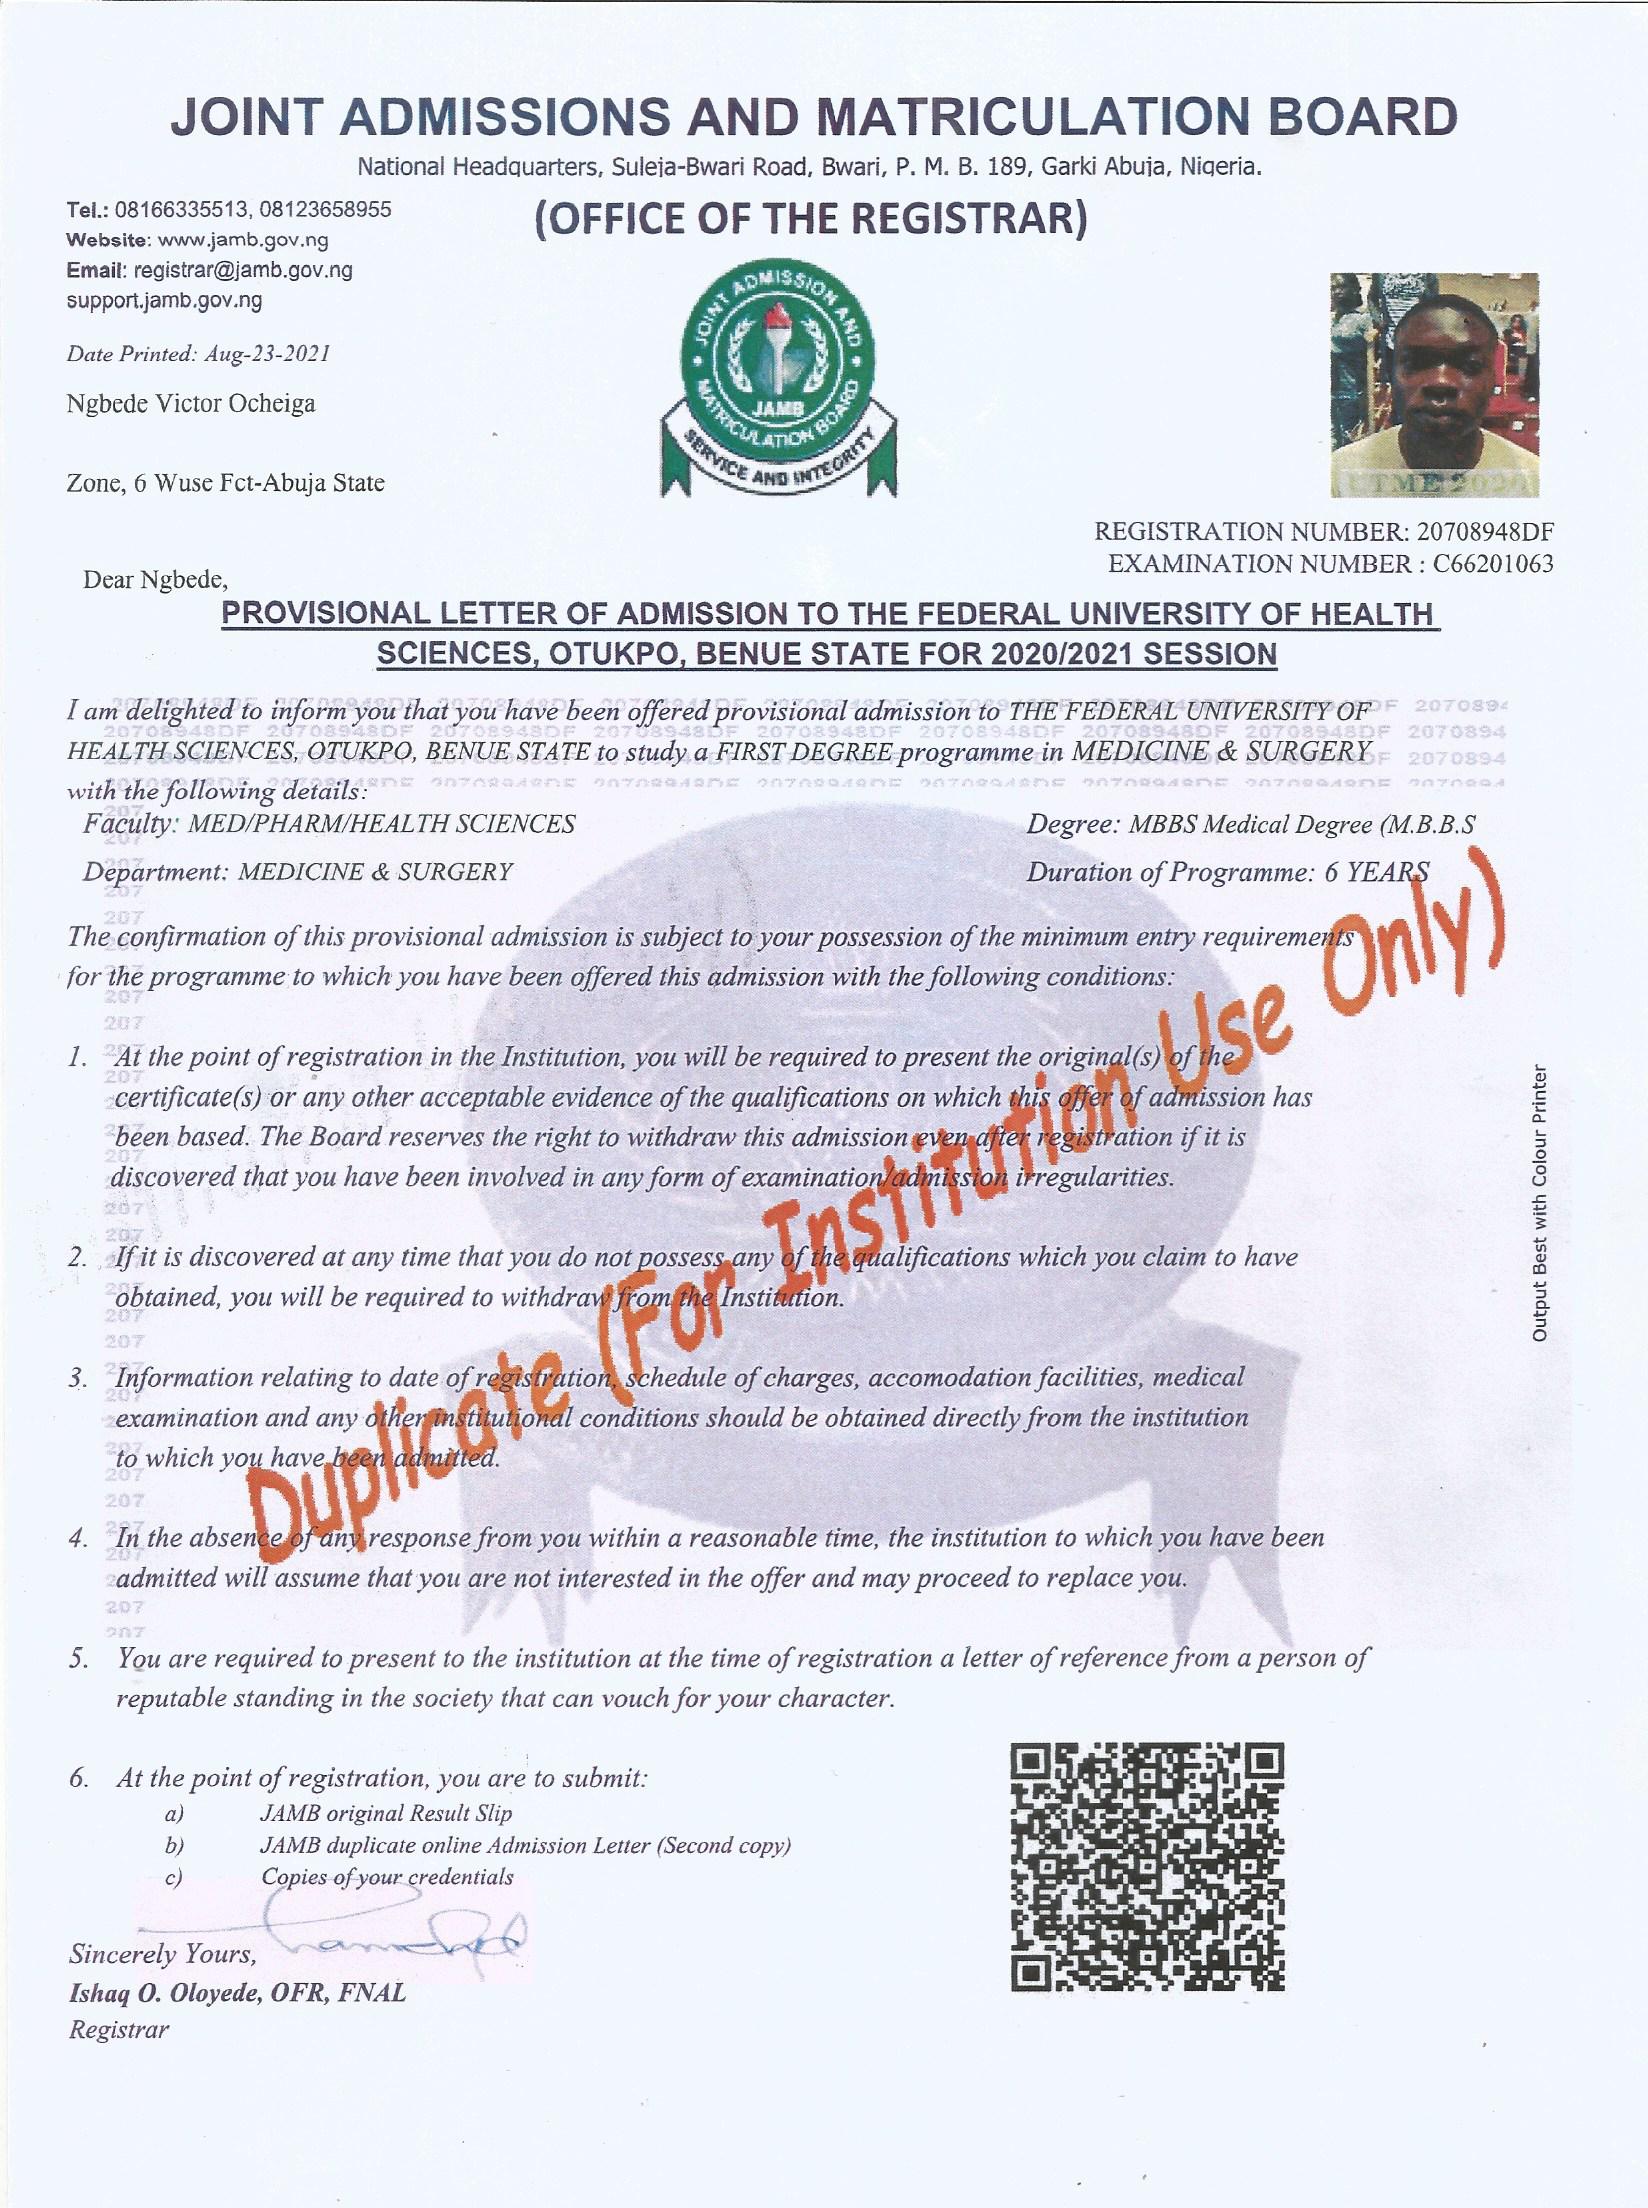 JOINT ADMISSIONS AND MATRICULATION BOARD
National Headquarters, Suleja-Bwari Road, Bwari, P. M. B. 189, Garki Abuja, Nigeria.
(OFFICE OF THE REGISTRAR)
Tel.: 08166335513, 08123658955
Website: www.jamb.gov.ng
Email: registrar@jamb.gov.ng
support.jamb.gov.ng
Date Printed: Aug-23-2021
Ngbede Victor Ocheiga
Zone, 6 Wuse Fct-Abuja State
JOINT ADMISSION AND
MATRICULATION BOARD
JAMB
SERVICE AND INTEGRITY
UTME 2020
REGISTRATION NUMBER: 20708948DF
EXAMINATION NUMBER : C66201063
Dear Ngbede,
PROVISIONAL LETTER OF ADMISSION TO THE FEDERAL UNIVERSITY OF HEALTH
SCIENCES, OTUKPO, BENUE STATE FOR 2020/2021 SESSION
I am delighted to inform you that you have been offered provisional admission to THE FEDERAL UNIVERSITY OF
HEALTH SCIENCES, OTUKPO, BENUE STATE to study a FIRST DEGREE programme in MEDICINE & SURGERY
with the following details:
Faculty: MED/PHARM/HEALTH SCIENCES
Degree: MBBS Medical Degree (M.B.B.S
Department: MEDICINE & SURGERY
Duration of Programme: 6 YEARS
The confirmation of this provisional admission is subject to your possession of the minimum entry requirements
for the programme to which you have been offered this admission with the following conditions:
1. At the point of registration in the Institution, you will be required to present the original(s) of the
certificate(s) or any other acceptable evidence of the qualifications on which this offer of admission has
been based. The Board reserves the right to withdraw this admission even after registration if it is
discovered that you have been involved in any form of examination/admission irregularities.
2. If it is discovered at any time that you do not possess any of the qualifications which you claim to have
obtained, you will be required to withdraw from the Institution.
3. Information relating to date of registration, schedule of charges, accomodation facilities, medical
examination and any other institutional conditions should be obtained directly from the institution
to which you have been admitted.
4. In the absence of any response from you within a reasonable time, the institution to which you have been
admitted will assume that you are not interested in the offer and may proceed to replace you.
5. You are required to present to the institution at the time of registration a letter of reference from a person of
reputable standing in the society that can vouch for your character.
6. At the point of registration, you are to submit:
a) JAMB original Result Slip
b) JAMB duplicate online Admission Letter (Second copy)
c) Copies of your credentials
Sincerely Yours,
Ishaq O. Oloyede, OFR, FNAL
Registrar
Duplicate (For Institution Use Only)
Output Best with Colour Printer